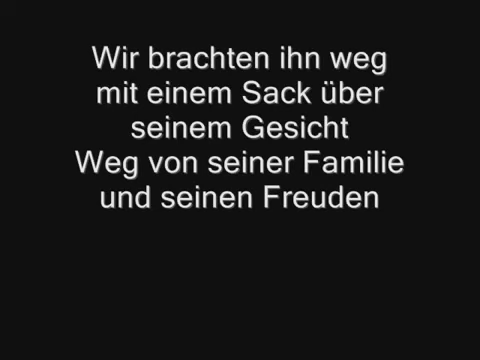 Wir brachten ihn weg
mit einem Sack über
seinem Gesicht
Weg von seiner Familie
und seinen Freuden